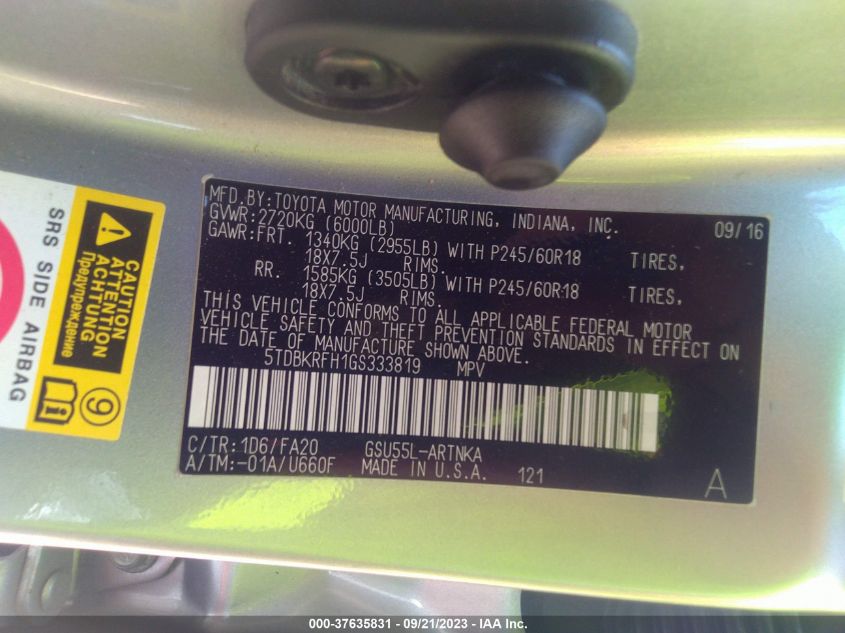 MFD.BY:TOYOTA MOTOR MANUFACTURING, INDIANA, INC. 09/16
GVWR:2720KG (6000LB)
GAWR:FRT. 1340KG (2955LB) WITH P245/60R18 TIRES,
18X7.5J RIMS.
RR. 1585KG (3505LB) WITH P245/60R18 TIRES,
18X7.5J RIMS.
THIS VEHICLE CONFORMS TO ALL APPLICABLE FEDERAL MOTOR
VEHICLE SAFETY AND THEFT PREVENTION STANDARDS IN EFFECT ON
THE DATE OF MANUFACTURE SHOWN ABOVE.
5TDBKRFH1GS333819 MPV
C/TR:1D6/FA20 GSU55L-ARTNKA
A/TM:-01A/U660F MADE IN U.S.A. 121
A
SRS SIDE AIRBAG
CAUTION
ATTENTION
ACHTUNG
Предупреждение
9
000-37635831 - 09/21/2023 - IAA Inc.